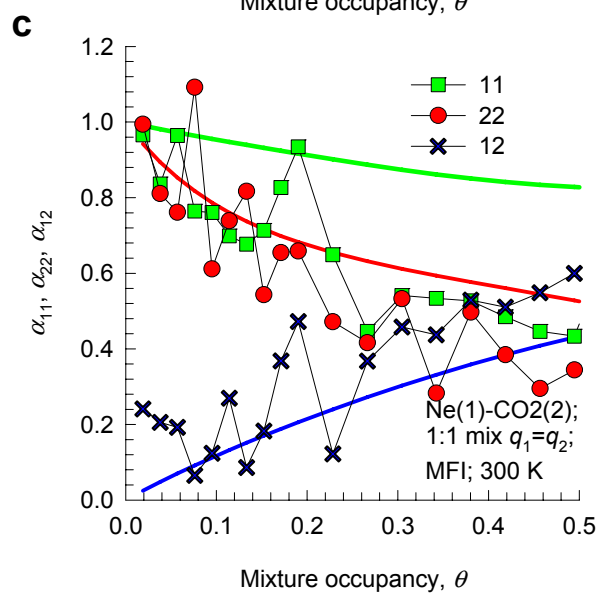 Mixture occupancy, θ
c
1.2
1.0
0.8
0.6
0.4
0.2
0.0
α11, α22, α12
11
22
12
Ne(1)-CO2(2);
1:1 mix q1=q2;
MFI; 300 K
0.0 0.1 0.2 0.3 0.4 0.5
Mixture occupancy, θ